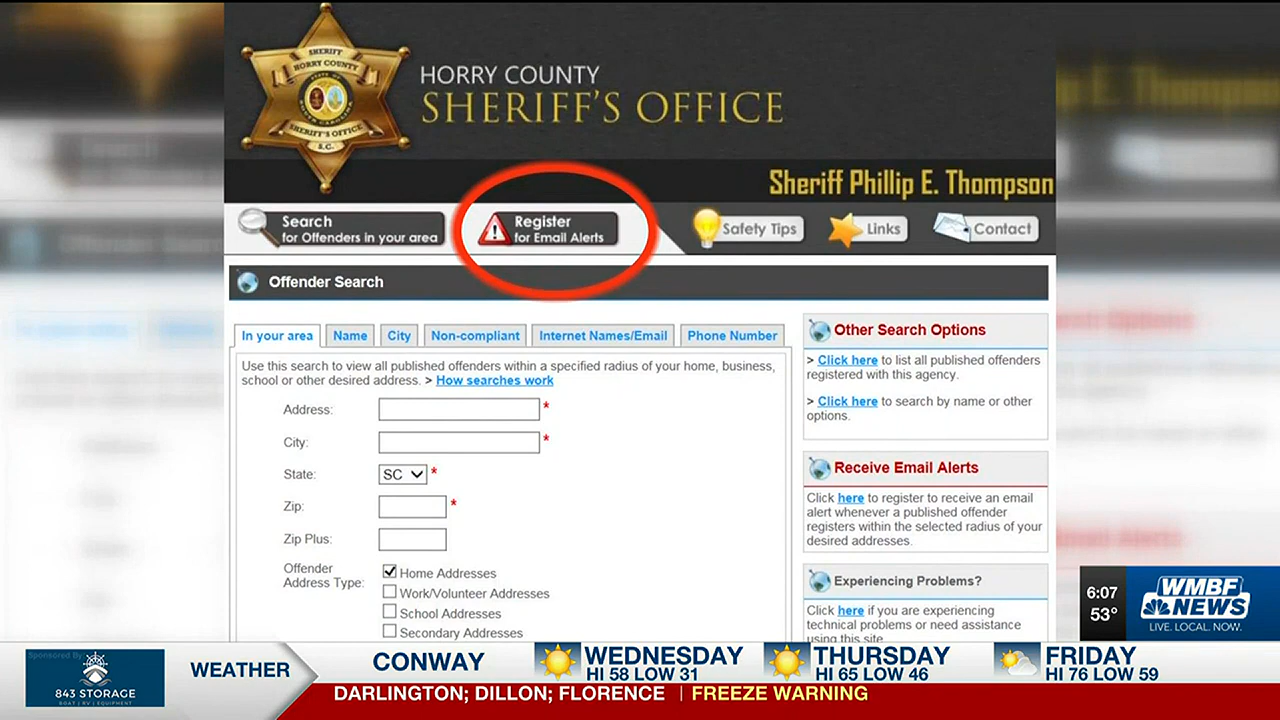 SHERIFF
HORRY COUNTY
SHERIFF'S OFFICE
S.C.
HORRY COUNTY
SHERIFF'S OFFICE
Sheriff Phillip E. Thompson
Search
for Offenders in your area
Register
for Email Alerts
Safety Tips
Links
Contact
Offender Search
In your area
Name
City
Non-compliant
Internet Names/Email
Phone Number
Use this search to view all published offenders within a specified radius of your home, business,
school or other desired address. > How searches work
Address: *
City: *
State: SC *
Zip: *
Zip Plus:
Offender
Address Type:
Home Addresses
Work/Volunteer Addresses
School Addresses
Secondary Addresses
Other Search Options
> Click here to list all published offenders
registered with this agency.
> Click here to search by name or other
options.
Receive Email Alerts
Click here to register to receive an email
alert whenever a published offender
registers within the selected radius of your
desired addresses.
Experiencing Problems?
Click here if you are experiencing
technical problems or need assistance
using this site
6:07
53°
WMBF
NEWS
LIVE. LOCAL. NOW.
Sponsored By:
843 STORAGE
BOAT | RV | EQUIPMENT
WEATHER
CONWAY
WEDNESDAY
HI 58 LOW 31
THURSDAY
HI 65 LOW 46
FRIDAY
HI 76 LOW 59
DARLINGTON; DILLON; FLORENCE | FREEZE WARNING